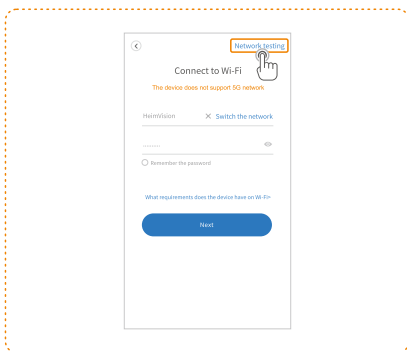 Network testing
Connect to Wi-Fi
The device does not support 5G network
HeimVision
Switch the network
Remember the password
What requirements does the device have on Wi-Fi>
Next